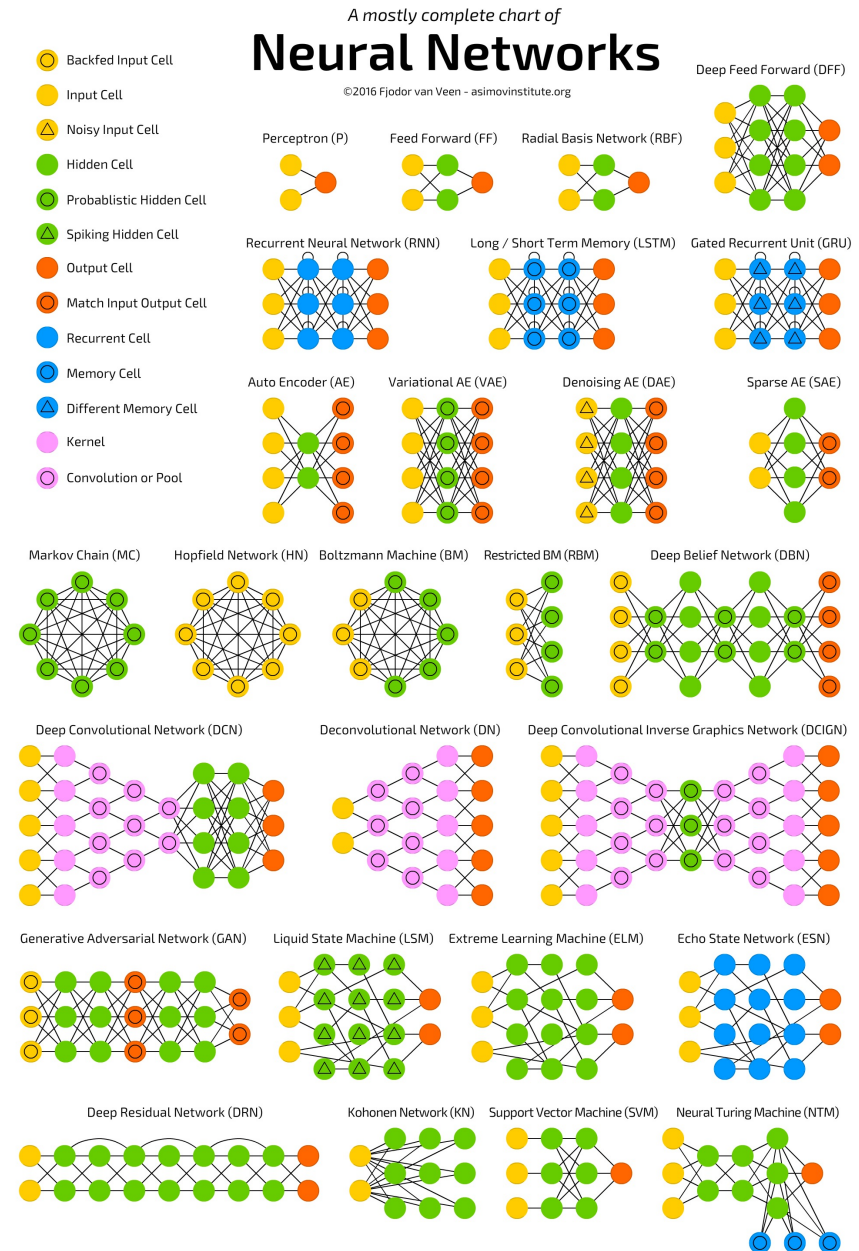 A mostly complete chart of
Neural Networks
©2016 Fjodor van Veen - asimovinstitute.org
Backfed Input Cell
Input Cell
Noisy Input Cell
Hidden Cell
Probablistic Hidden Cell
Spiking Hidden Cell
Output Cell
Match Input Output Cell
Recurrent Cell
Memory Cell
Different Memory Cell
Kernel
Convolution or Pool
Deep Feed Forward (DFF)
Perceptron (P)
Feed Forward (FF)
Radial Basis Network (RBF)
Recurrent Neural Network (RNN)
Long / Short Term Memory (LSTM)
Gated Recurrent Unit (GRU)
Auto Encoder (AE)
Variational AE (VAE)
Denoising AE (DAE)
Sparse AE (SAE)
Markov Chain (MC)
Hopfield Network (HN)
Boltzmann Machine (BM)
Restricted BM (RBM)
Deep Belief Network (DBN)
Deep Convolutional Network (DCN)
Deconvolutional Network (DN)
Deep Convolutional Inverse Graphics Network (DCIGN)
Generative Adversarial Network (GAN)
Liquid State Machine (LSM)
Extreme Learning Machine (ELM)
Echo State Network (ESN)
Deep Residual Network (DRN)
Kohonen Network (KN)
Support Vector Machine (SVM)
Neural Turing Machine (NTM)